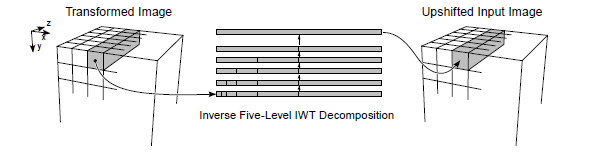 Transformed Image
Upshifted Input Image
z
x
y
Inverse Five-Level IWT Decomposition